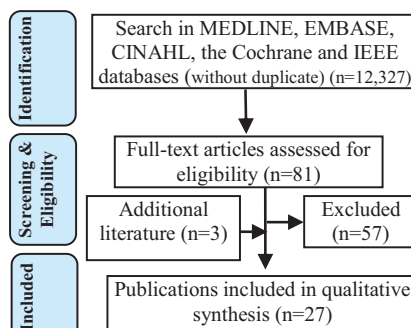 Identification
Search in MEDLINE, EMBASE,
CINAHL, the Cochrane and IEEE
databases (without duplicate) (n=12,327)
Screening &
Eligibility
Full-text articles assessed for
eligibility (n=81)
Additional
literature (n=3)
Excluded
(n=57)
Included
Publications included in qualitative
synthesis (n=27)